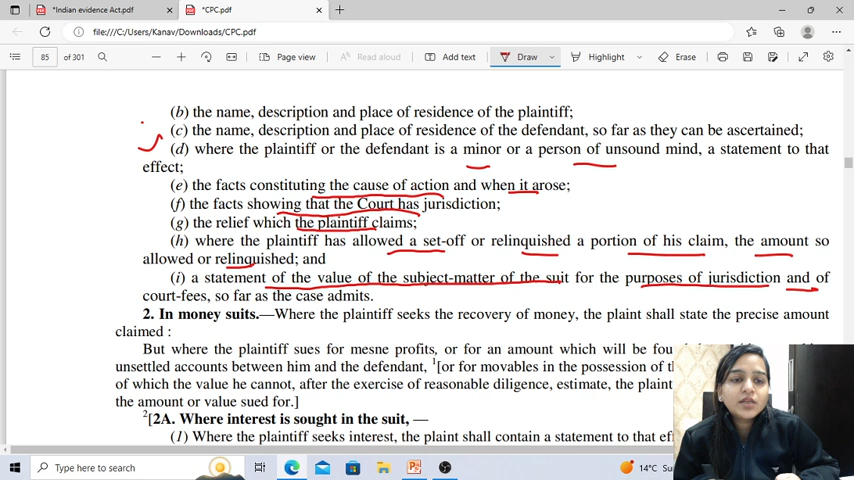 *Indian evidence Act.pdf
*CPC.pdf
file:///C:/Users/Kanav/Downloads/CPC.pdf
85 of 301
Page view
Read aloud
Add text
Draw
Highlight
Erase
(b) the name, description and place of residence of the plaintiff;
(c) the name, description and place of residence of the defendant, so far as they can be ascertained;
(d) where the plaintiff or the defendant is a minor or a person of unsound mind, a statement to that
effect;
(e) the facts constituting the cause of action and when it arose;
(f) the facts showing that the Court has jurisdiction;
(g) the relief which the plaintiff claims;
(h) where the plaintiff has allowed a set-off or relinquished a portion of his claim, the amount so
allowed or relinquished; and
(i) a statement of the value of the subject-matter of the suit for the purposes of jurisdiction and of
court-fees, so far as the case admits.
2. In money suits.—Where the plaintiff seeks the recovery of money, the plaint shall state the precise amount
claimed :
But where the plaintiff sues for mesne profits, or for an amount which will be
unsettled accounts between him and the defendant, 1[or for movables in the possession of
of which the value he cannot, after the exercise of reasonable diligence, estimate, the
the amount or value sued for.]
2[2A. Where interest is sought in the suit, —
(1) Where the plaintiff seeks interest, the plaint shall contain a statement to that
Type here to search
14°C